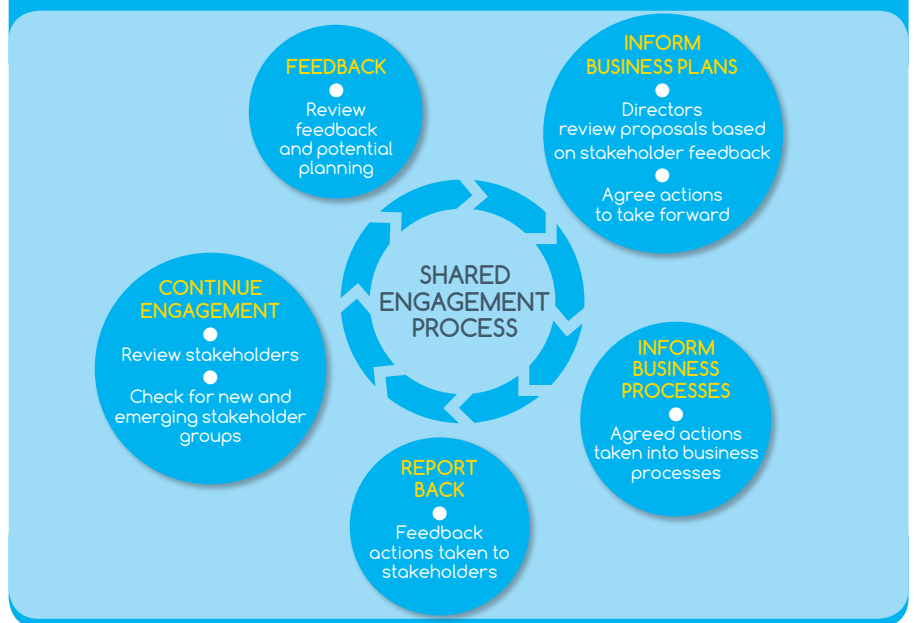 FEEDBACK
Review
feedback
and potential
planning
INFORM
BUSINESS PLANS
Directors
review proposals based
on stakeholder feedback
Agree actions
to take forward
SHARED
ENGAGEMENT
PROCESS
CONTINUE
ENGAGEMENT
Review stakeholders
Check for new and
emerging stakeholder
groups
INFORM
BUSINESS
PROCESSES
Agreed actions
taken into business
processes
REPORT
BACK
Feedback
actions taken to
stakeholders